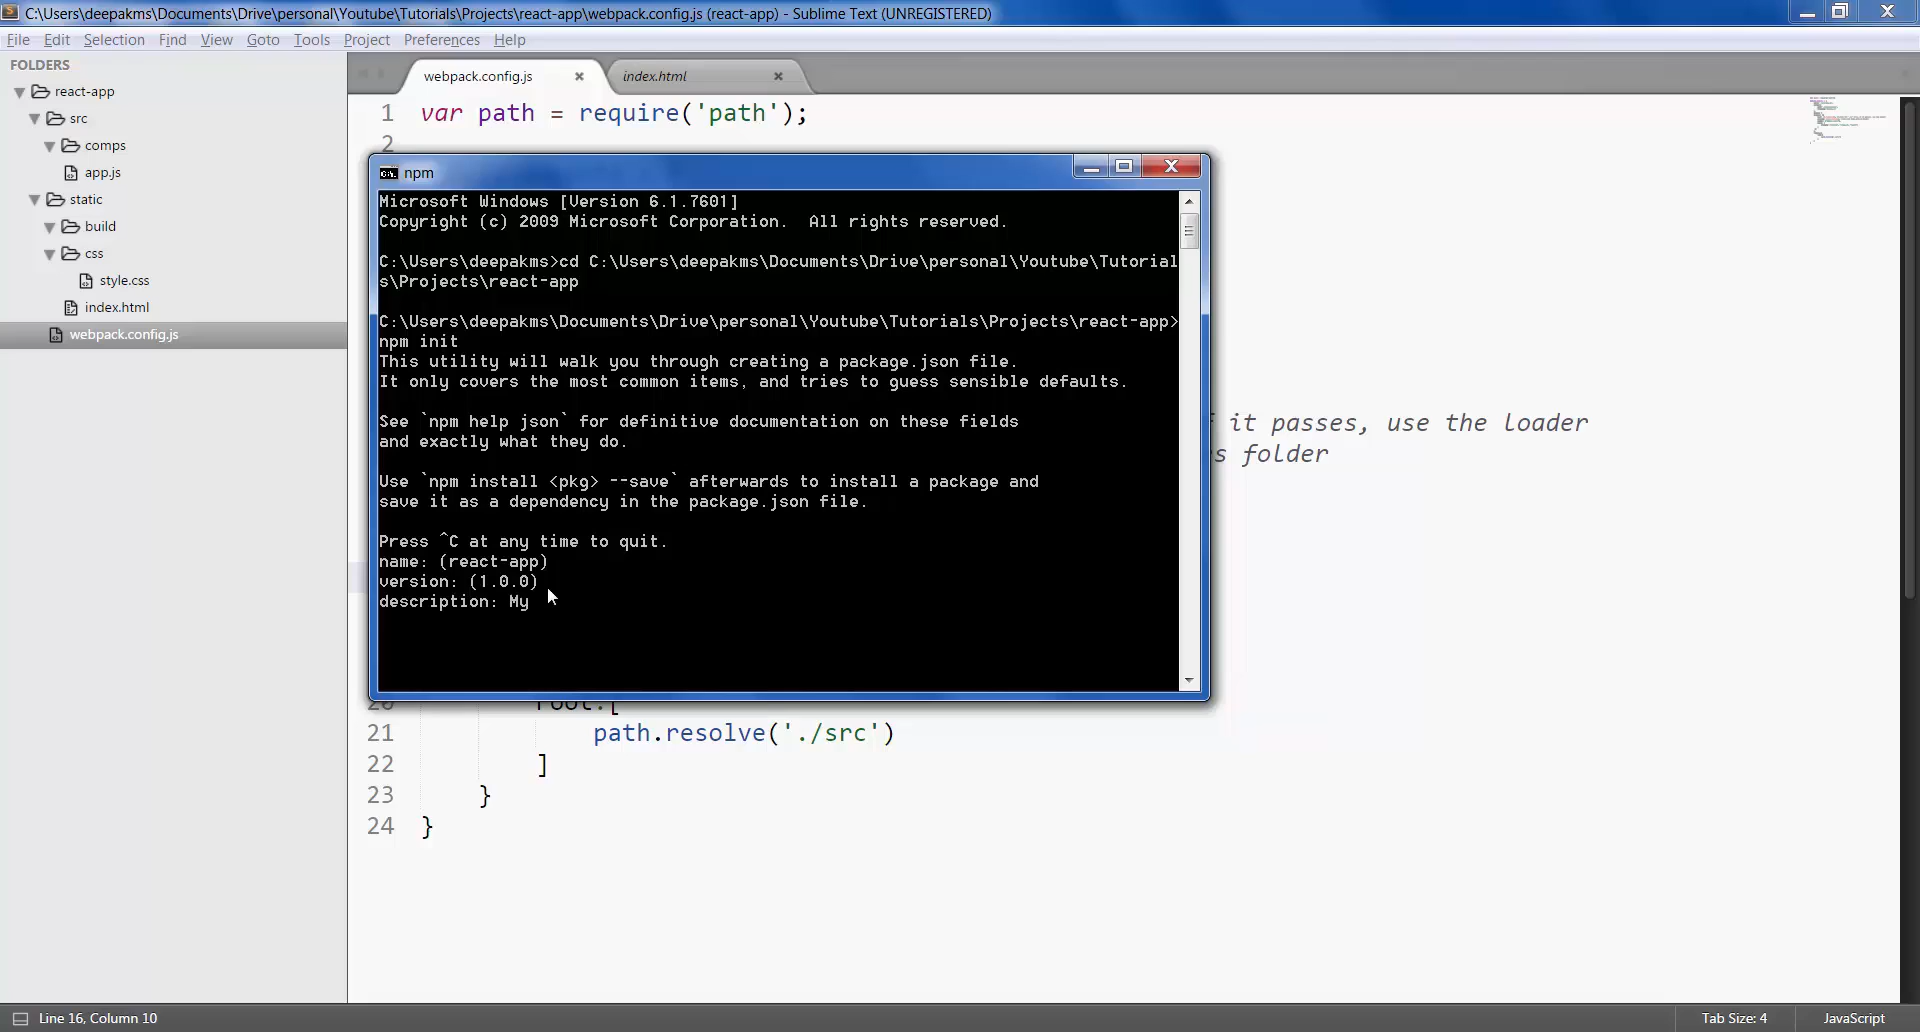 C:\Users\deepakms\Documents\Drive\personal\Youtube\Tutorials\Projects\react-app\webpack.config.js (react-app) - Sublime Text (UNREGISTERED)
File Edit Selection Find View Goto Tools Project Preferences Help
FOLDERS
react-app
src
comps
app.js
static
build
css
style.css
index.html
webpack.config.js
webpack.config.js
index.html
1 var path = require('path');
2
npm
Microsoft Windows [Version 6.1.7601]
Copyright (c) 2009 Microsoft Corporation.  All rights reserved.
C:\Users\deepakms>cd C:\Users\deepakms\Documents\Drive\personal\Youtube\Tutorial
s\Projects\react-app
C:\Users\deepakms\Documents\Drive\personal\Youtube\Tutorials\Projects\react-app>
npm init
This utility will walk you through creating a package.json file.
It only covers the most common items, and tries to guess sensible defaults.
See `npm help json` for definitive documentation on these fields
and exactly what they do.
Use `npm install <pkg> --save` afterwards to install a package and
save it as a dependency in the package.json file.
Press ^C at any time to quit.
name: (react-app)
version: (1.0.0)
description: My
it passes, use the loader
folder
20 root:[
21 path.resolve('./src')
22 ]
23 }
24 }
Line 16, Column 10
Tab Size: 4
JavaScript